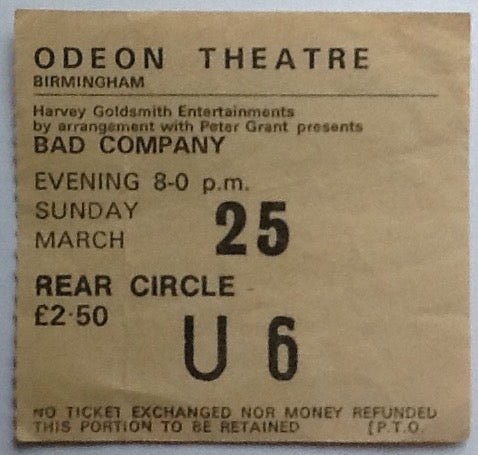 ODEON THEATRE
BIRMINGHAM
Harvey Goldsmith Entertainments
by arrangement with Peter Grant presents
BAD COMPANY
EVENING 8-0 p.m.
SUNDAY
MARCH 25
REAR CIRCLE
£2·50
U 6
NO TICKET EXCHANGED NOR MONEY REFUNDED
THIS PORTION TO BE RETAINED [P.T.O.